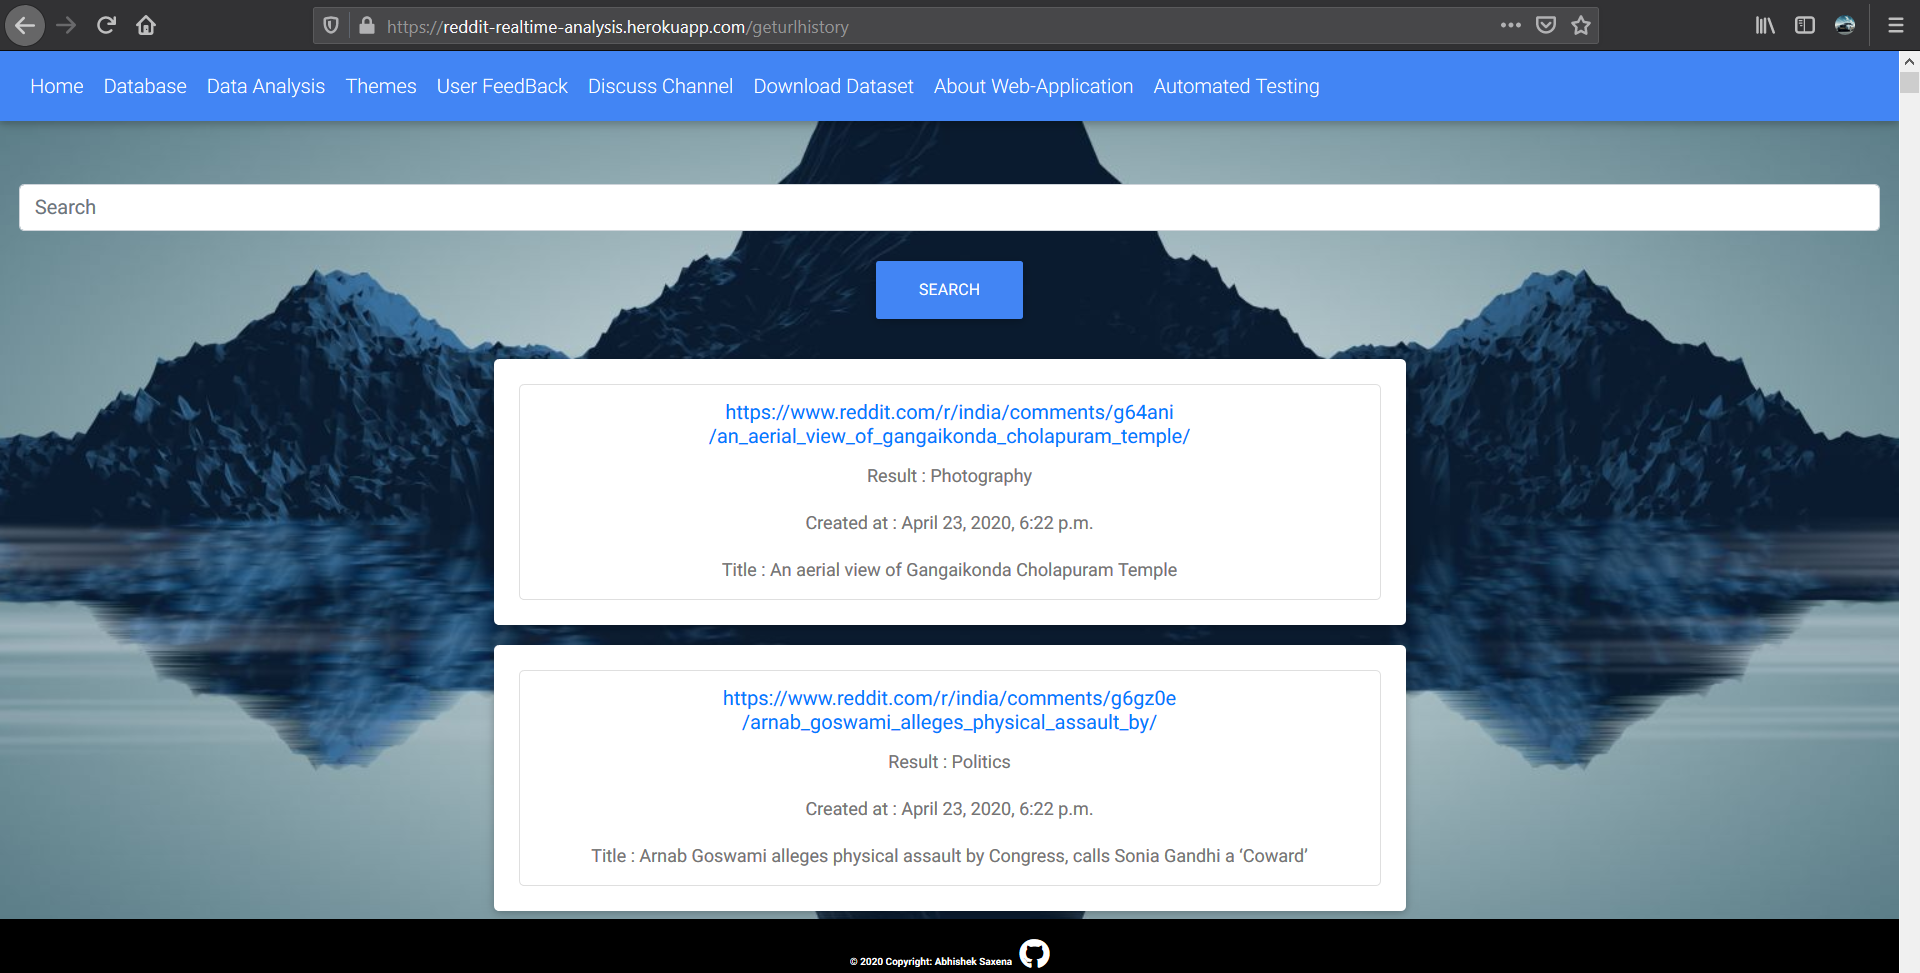 https://reddit-realtime-analysis.herokuapp.com/geturlhistory
Home Database Data Analysis Themes User FeedBack Discuss Channel Download Dataset About Web-Application Automated Testing
Search
SEARCH
https://www.reddit.com/r/india/comments/g64ani
/an_aerial_view_of_gangaikonda_cholapuram_temple/
Result : Photography
Created at : April 23, 2020, 6:22 p.m.
Title : An aerial view of Gangaikonda Cholapuram Temple
https://www.reddit.com/r/india/comments/g6gz0e
/arnab_goswami_alleges_physical_assault_by/
Result : Politics
Created at : April 23, 2020, 6:22 p.m.
Title : Arnab Goswami alleges physical assault by Congress, calls Sonia Gandhi a ‘Coward’
© 2020 Copyright: Abhishek Saxena